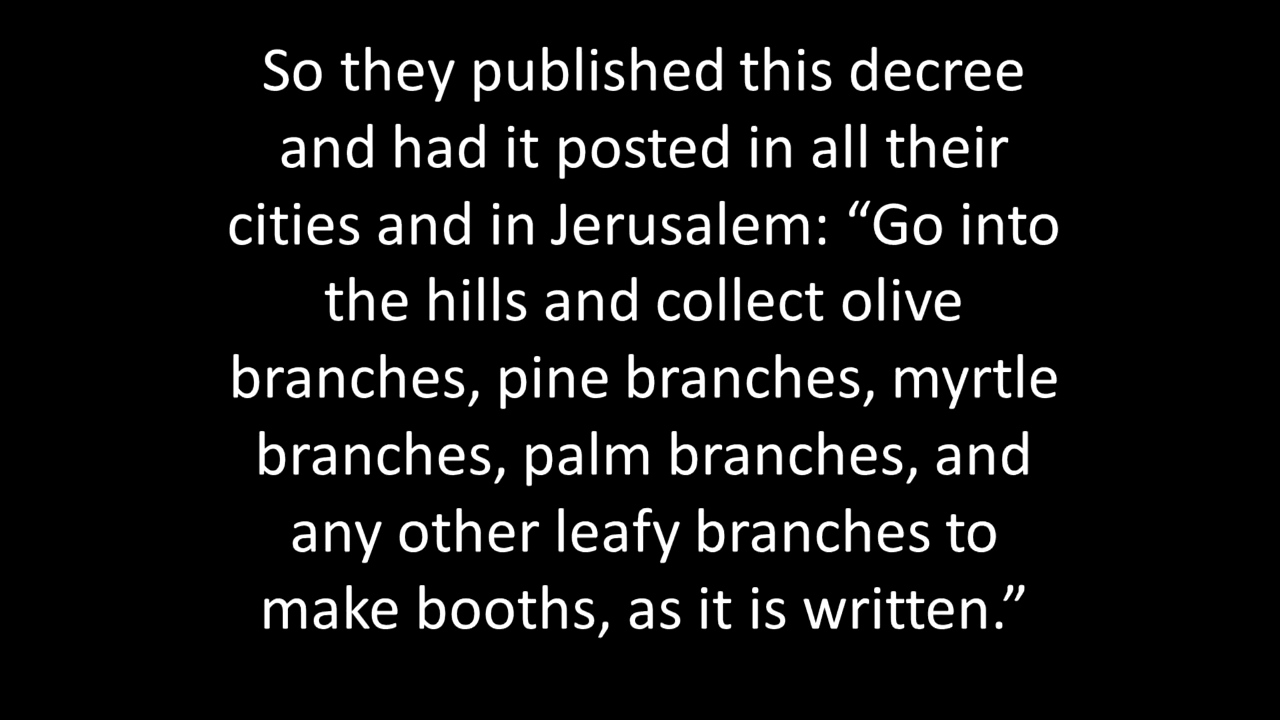 So they published this decree
and had it posted in all their
cities and in Jerusalem: “Go into
the hills and collect olive
branches, pine branches, myrtle
branches, palm branches, and
any other leafy branches to
make booths, as it is written.”